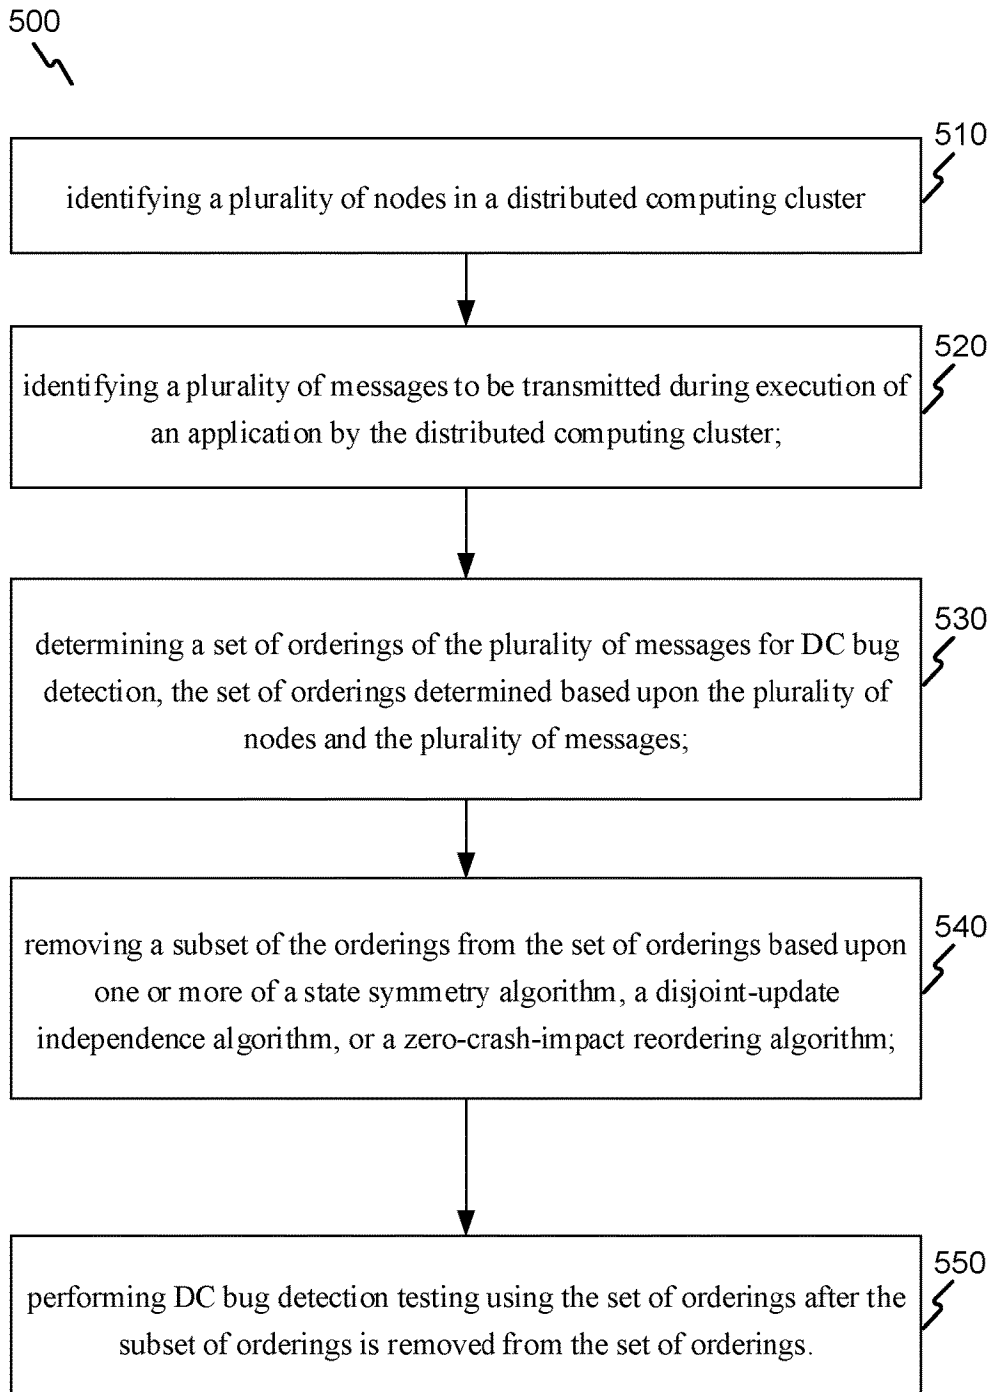 500
510
identifying a plurality of nodes in a distributed computing cluster
520
identifying a plurality of messages to be transmitted during execution of
an application by the distributed computing cluster;
530
determining a set of orderings of the plurality of messages for DC bug
detection, the set of orderings determined based upon the plurality of
nodes and the plurality of messages;
540
removing a subset of the orderings from the set of orderings based upon
one or more of a state symmetry algorithm, a disjoint-update
independence algorithm, or a zero-crash-impact reordering algorithm;
550
performing DC bug detection testing using the set of orderings after the
subset of orderings is removed from the set of orderings.